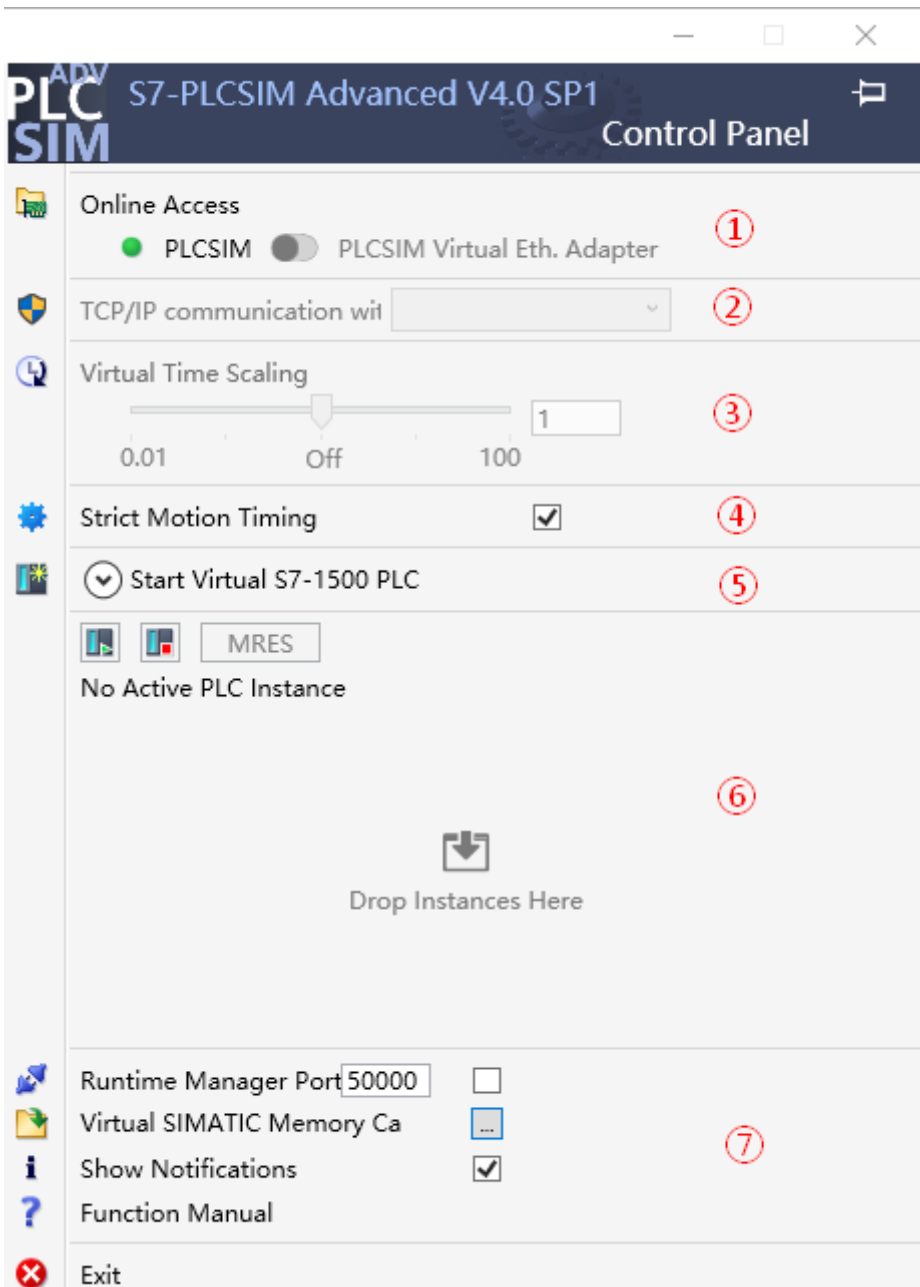 ADV
PLC
SIM
S7-PLCSIM Advanced V4.0 SP1
Control Panel
Online Access
PLCSIM PLCSIM Virtual Eth. Adapter ①
TCP/IP communication wit ②
Virtual Time Scaling
1 ③
0.01 Off 100
Strict Motion Timing ④
Start Virtual S7-1500 PLC ⑤
MRES
No Active PLC Instance
⑥
Drop Instances Here
Runtime Manager Port 50000
Virtual SIMATIC Memory Ca ...
⑦
Show Notifications
Function Manual
Exit